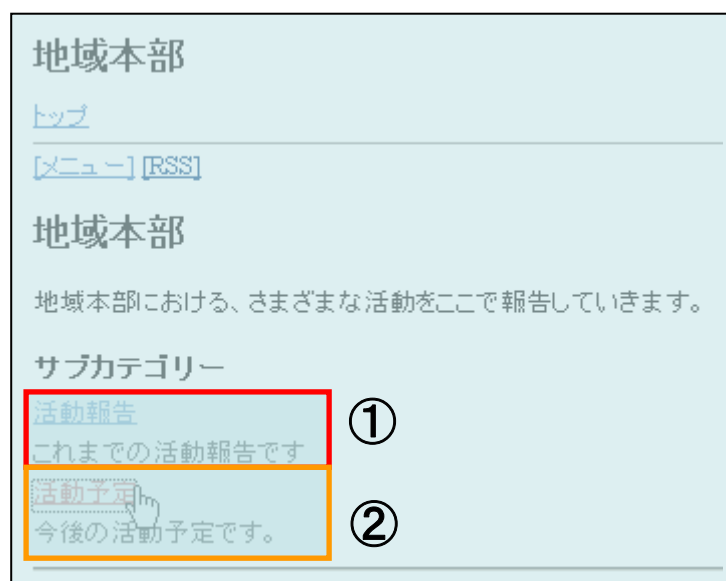 地域本部
トップ
[メニュー] [RSS]
地域本部
地域本部における、さまざまな活動をここで報告していきます。
サブカテゴリー
活動報告
これまでの活動報告です
①
活動予定
今後の活動予定です。
②